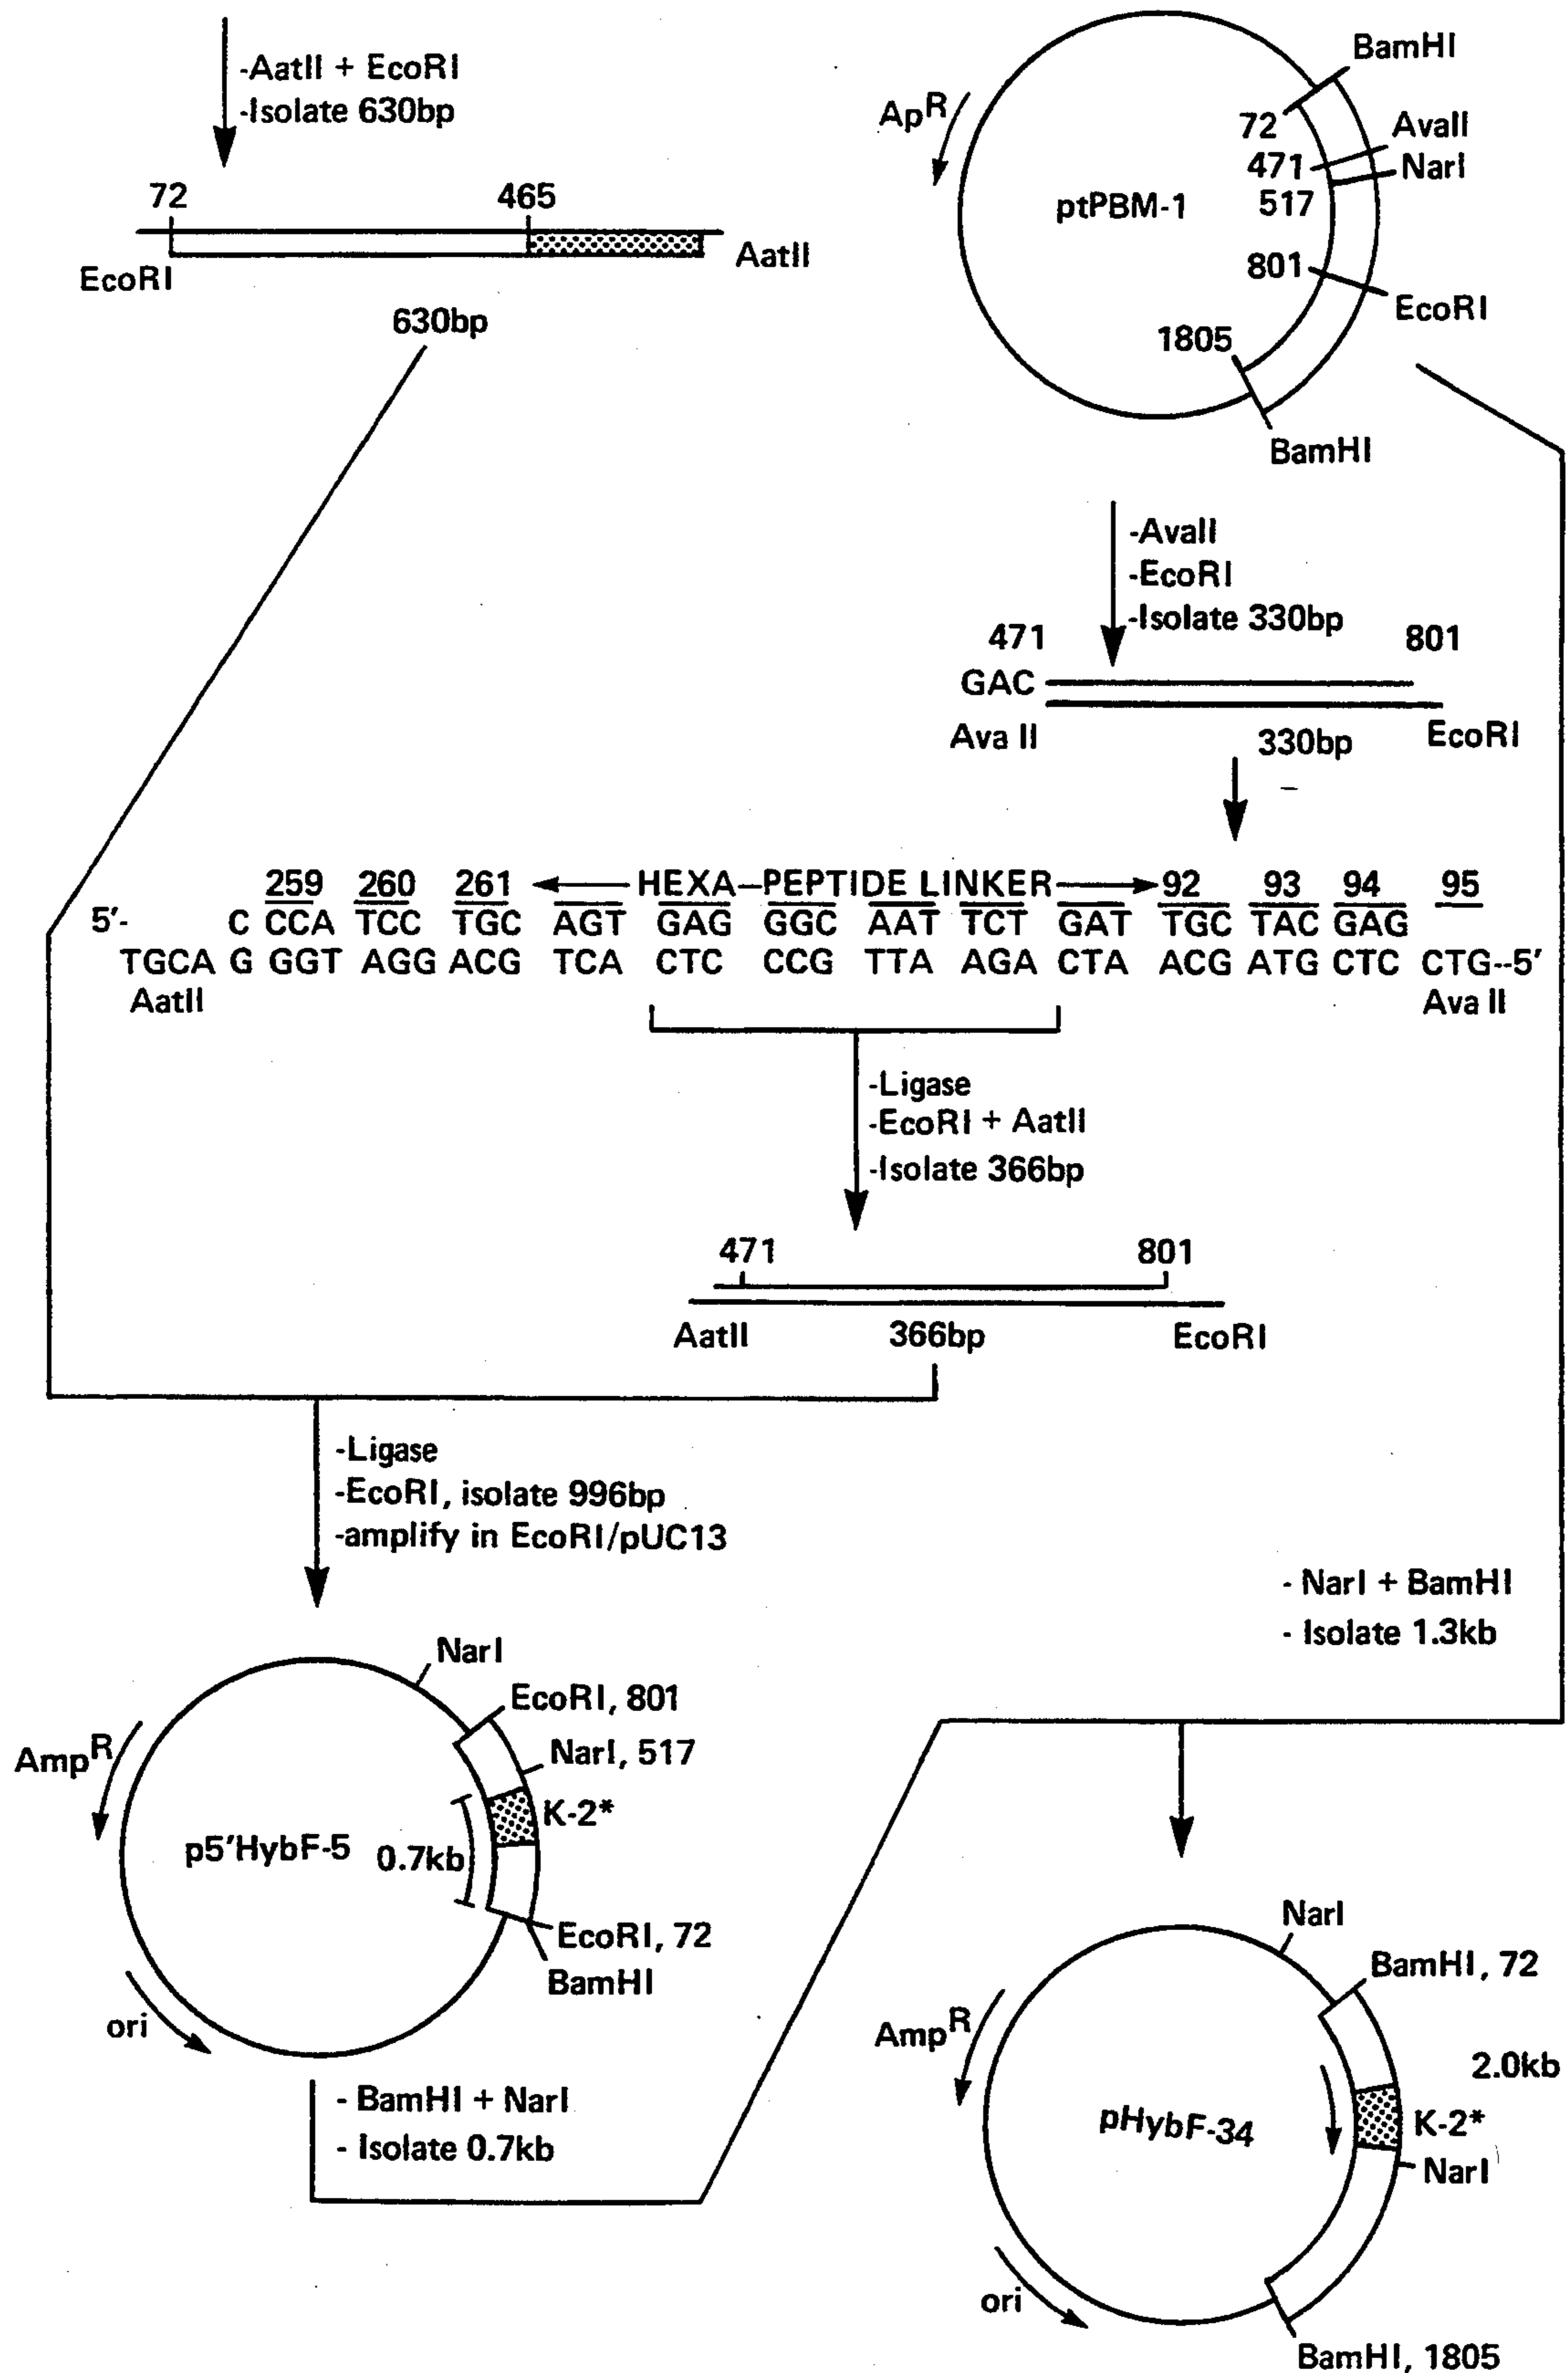 -AatII + EcoRI
-Isolate 630bp
72 465
EcoRI AatII
630bp
ApR
ptPBM-1
BamHI
72
AvaII
471
NarI
517
801
EcoRI
1805
BamHI
-AvaII
-EcoRI
-Isolate 330bp
471 801
GAC
Ava II 330bp EcoRI
259 260 261 HEXA-PEPTIDE LINKER 92 93 94 95
5'- C CCA TCC TGC AGT GAG GGC AAT TCT GAT TGC TAC GAG
TGCA G GGT AGG ACG TCA CTC CCG TTA AGA CTA ACG ATG CTC CTG--5'
AatII Ava II
-Ligase
-EcoRI + AatII
-Isolate 366bp
471 801
AatII 366bp EcoRI
-Ligase
-EcoRI, isolate 996bp
-amplify in EcoRI/pUC13
- NarI + BamHI
- Isolate 1.3kb
NarI
EcoRI, 801
NarI, 517
AmpR
K-2*
p5'HybF-5 0.7kb
EcoRI, 72
BamHI
ori
- BamHI + NarI
- Isolate 0.7kb
NarI
BamHI, 72
AmpR
2.0kb
pHybF-34
K-2*
NarI
ori
BamHI, 1805